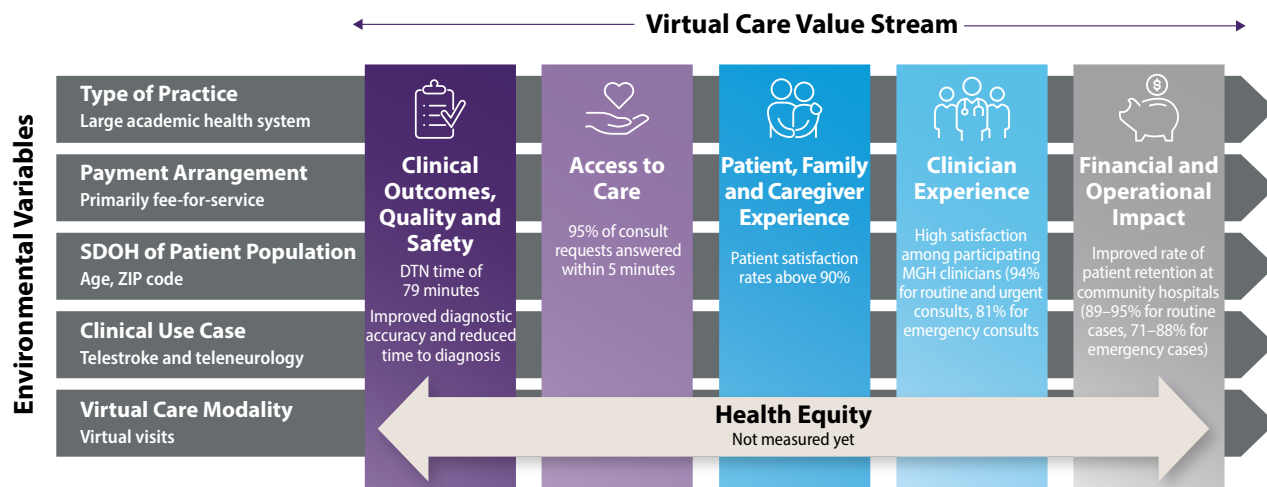 Virtual Care Value Stream
Environmental Variables
Type of Practice
Large academic health system
Payment Arrangement
Primarily fee-for-service
SDOH of Patient Population
Age, ZIP code
Clinical Use Case
Telestroke and teleneurology
Virtual Care Modality
Virtual visits
Clinical
Outcomes,
Quality and
Safety
DTN time of
79 minutes
Improved diagnostic
accuracy and reduced
time to diagnosis
Access to
Care
95% of consult
requests answered
within 5 minutes
Patient, Family
and Caregiver
Experience
Patient satisfaction
rates above 90%
Clinician
Experience
High satisfaction
among participating
MGH clinicians (94%
for routine and urgent
consults, 81% for
emergency consults
$
Financial and
Operational
Impact
Improved rate of
patient retention at
community hospitals
(89–95% for routine
cases, 71–88% for
emergency cases)
Health Equity
Not measured yet